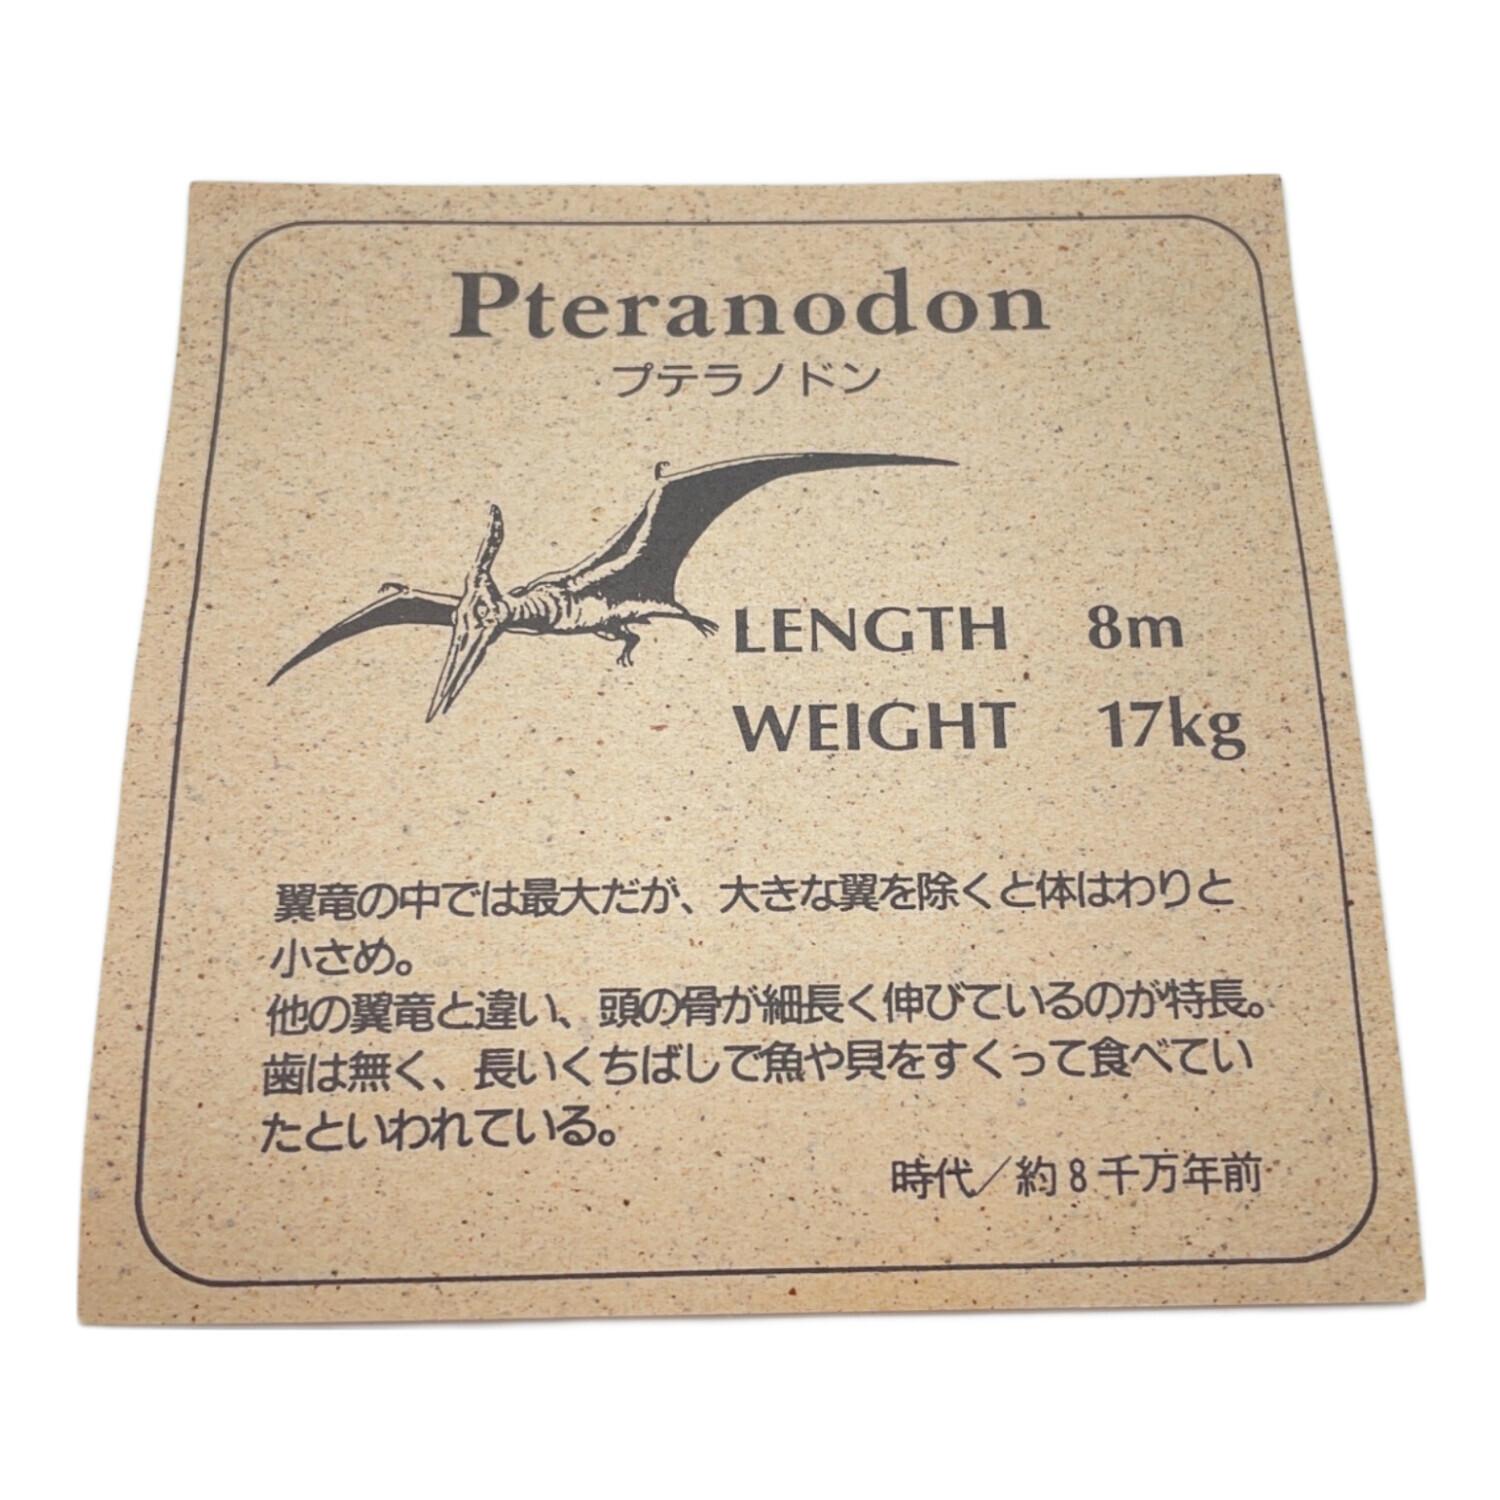 Pteranodon
プテラノドン
LENGTH 8m
WEIGHT 17kg
翼竜の中では最大だが、大きな翼を除くと体はわりと
小さめ。
他の翼竜と違い、頭の骨が細長く伸びているのが特長。
歯は無く、長いくちばしで魚や貝をすくって食べてい
たといわれている。
時代／約8千万年前